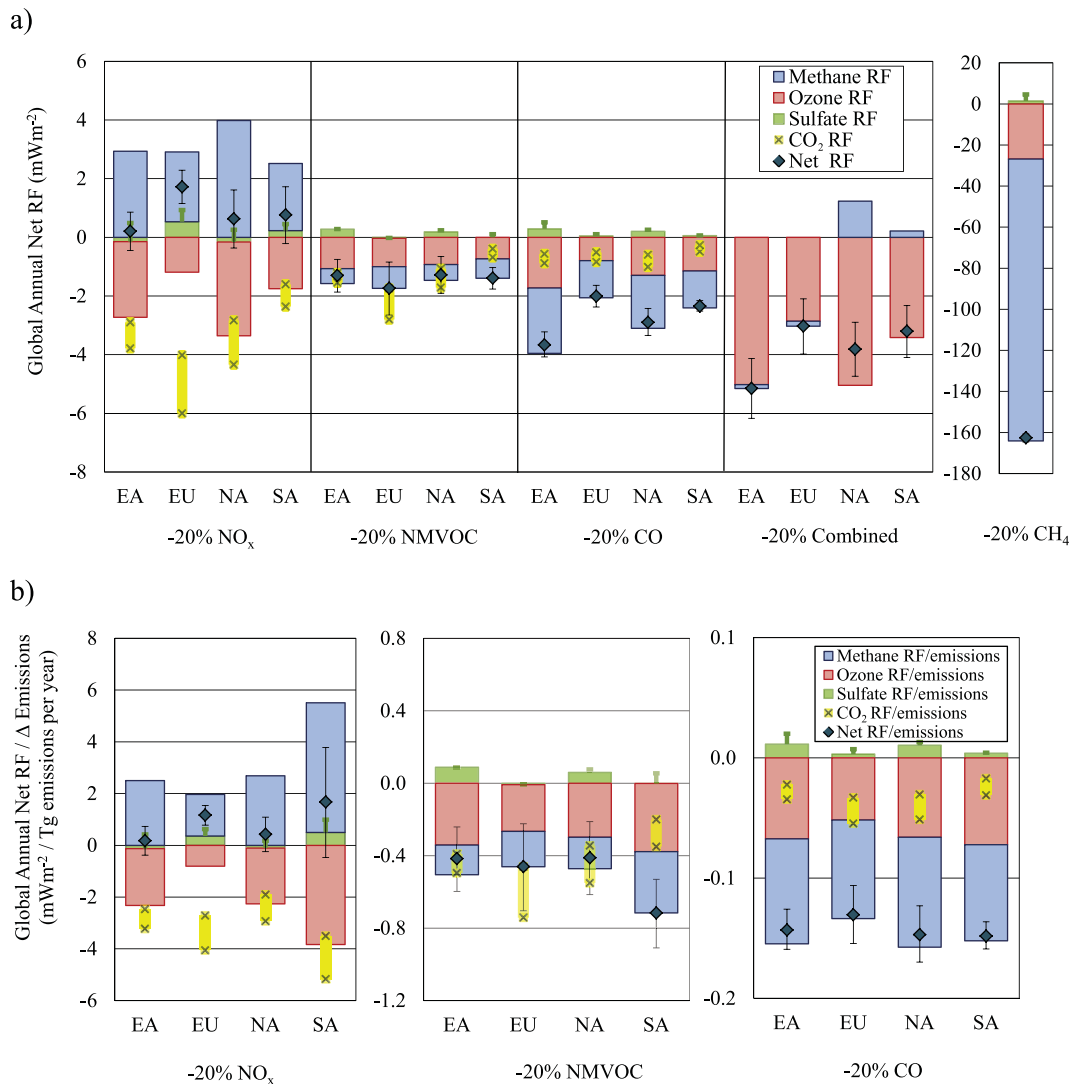 a)
Global Annual Net RF (mWm-2)
6
4
2
0
-2
-4
-6
-8
Methane RF
Ozone RF
Sulfate RF
CO2 RF
Net RF
20
0
-20
-40
-60
-80
-100
-120
-140
-160
-180
EA EU NA SA EA EU NA SA EA EU NA SA EA EU NA SA
-20% NOx -20% NMVOC -20% CO -20% Combined -20% CH4
b)
Global Annual Net RF / Δ Emissions
(mWm-2 / Tg emissions per year)
8
6
4
2
0
-2
-4
-6
0.8
0.4
0.0
-0.4
-0.8
-1.2
0.1
0.0
-0.1
-0.2
Methane RF/emissions
Ozone RF/emissions
Sulfate RF/emissions
CO2 RF/emissions
Net RF/emissions
EA EU NA SA EA EU NA SA EA EU NA SA
-20% NOx -20% NMVOC -20% CO